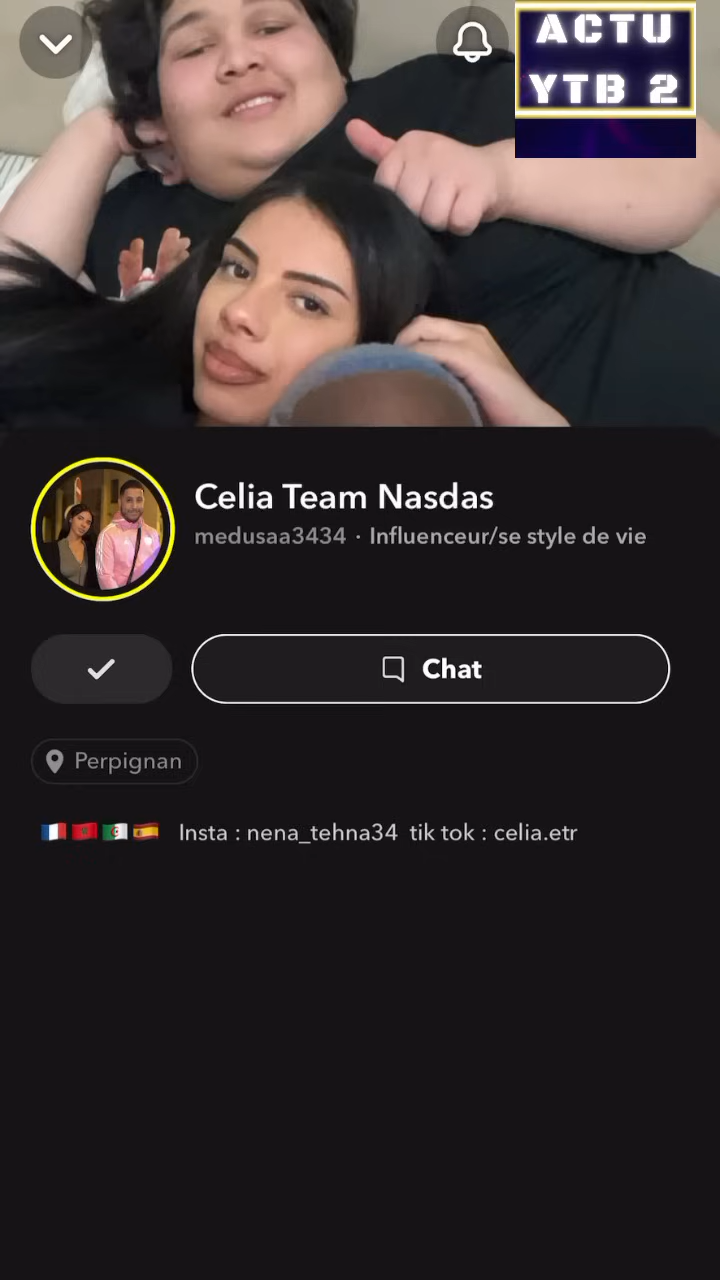 ACTU
YTB 2
Celia Team Nasdas
medusaa3434 · Influenceur/se style de vie
Chat
Perpignan
🇫🇷🇲🇦🇩🇿🇪🇸 Insta : nena_tehna34 tik tok : celia.etr